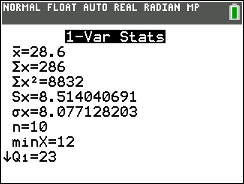 NORMAL FLOAT AUTO REAL RADIAN MP
1-Var Stats
x̄=28.6
Σx=286
Σx²=8832
Sx=8.514040691
σx=8.077128203
n=10
minX=12
↓Q₁=23